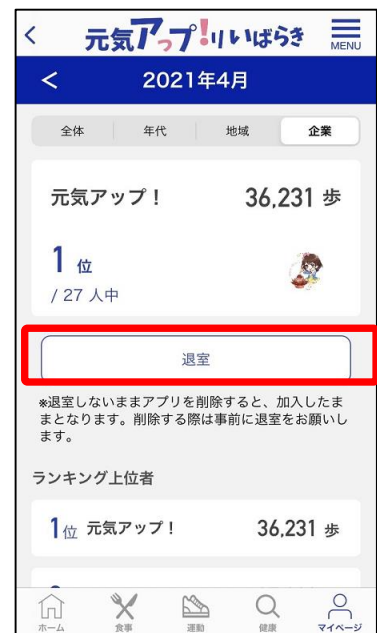 < 元気アっプ!リいばらき MENU
< 2021年4月
全体 年代 地域 企業
元気アップ！ 36,231 歩
1 位
/ 27 人中
退室
*退室しないままアプリを削除すると、加入したま
まとなります。削除する際は事前に退室をお願いし
ます。
ランキング上位者
1位 元気アップ！ 36,231 歩
ホーム 食事 運動 健康 マイページ